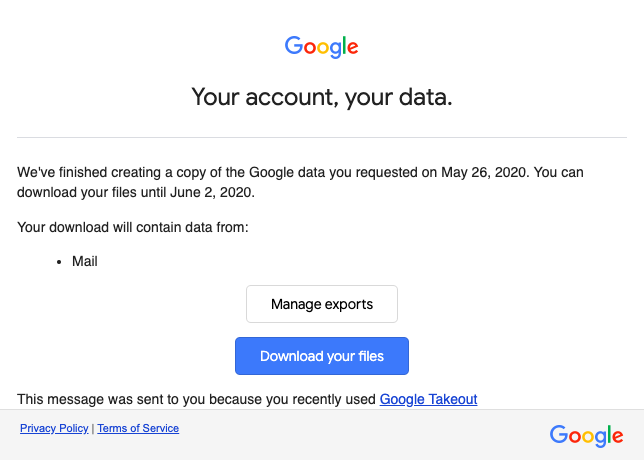 Google
Your account, your data.
We've finished creating a copy of the Google data you requested on May 26, 2020. You can
download your files until June 2, 2020.
Your download will contain data from:
• Mail
Manage exports
Download your files
This message was sent to you because you recently used Google Takeout
Privacy Policy | Terms of Service
Google